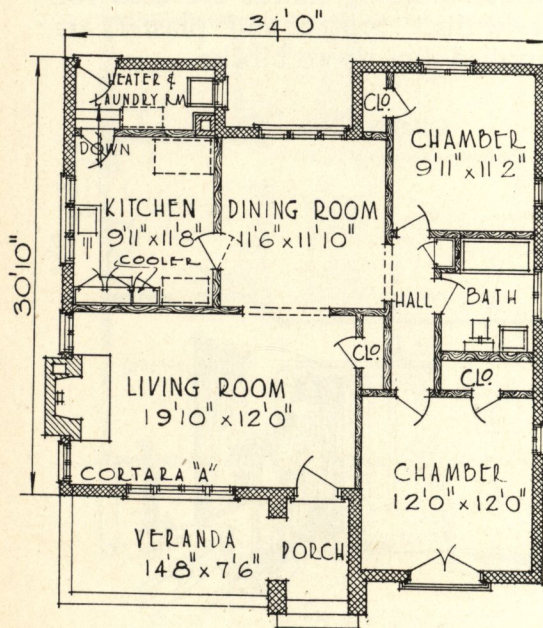 34'0"
HEATER &
LAUNDRY RM
DOWN
CLO.
CHAMBER
9'11" x 11'2"
KITCHEN
9'11" x 11'8"
COOLER
DINING ROOM
11'6" x 11'10"
30'10"
HALL
BATH
CLO.
CLO.
LIVING ROOM
19'10" x 12'0"
CORTARA "A"
CHAMBER
12'0" x 12'0"
VERANDA
14'8 x 7'6"
PORCH